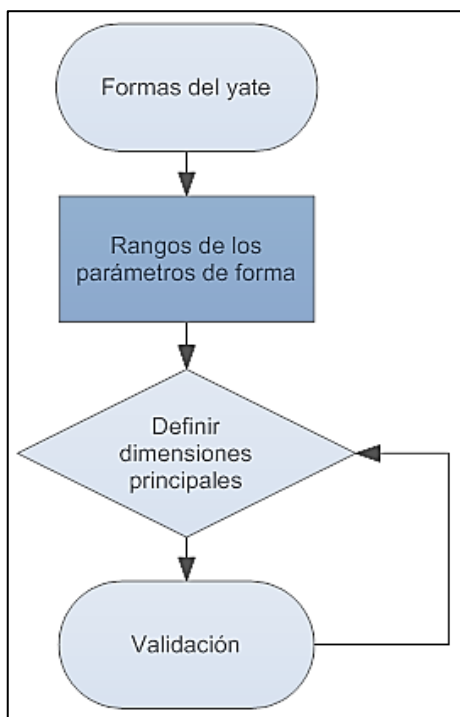 Formas del yate
Rangos de los
parámetros de forma
Definir
dimensiones
principales
Validación